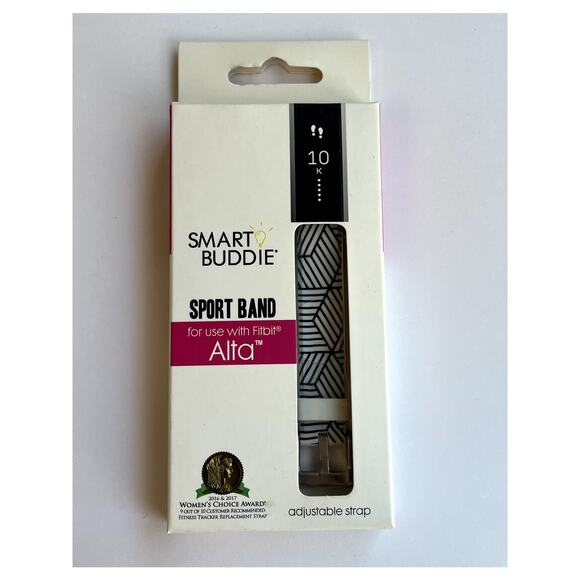 10
K
SMART
BUDDIE®
SPORT BAND
for use with Fitbit®
Alta™
2016 & 2017
WOMEN'S CHOICE AWARD®
9 OUT OF 10 CUSTOMER RECOMMENDED
FITNESS TRACKER REPLACEMENT STRAP
adjustable strap